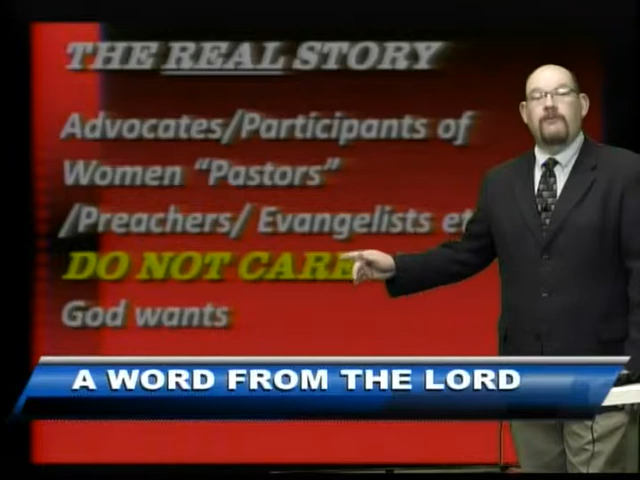 THE REAL STORY
Advocates/Participants of
Women "Pastors"
/Preachers/ Evangelists et
DO NOT CARE
God wants
A WORD FROM THE LORD